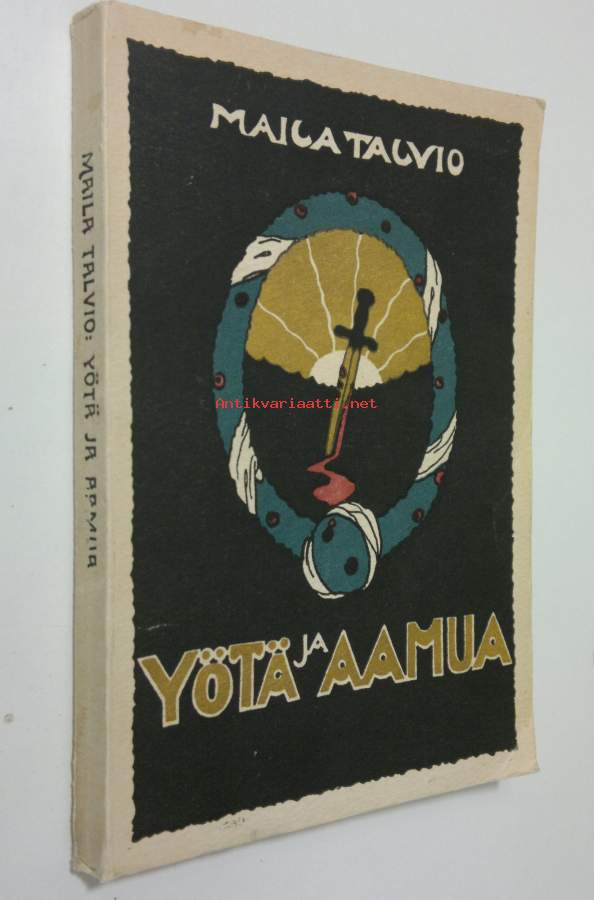 MAILA TALVIO
Antikvariaatti.net
YÖTÄ JA AAMUA
MAILA TALVIO: YÖTÄ JA AAMUA